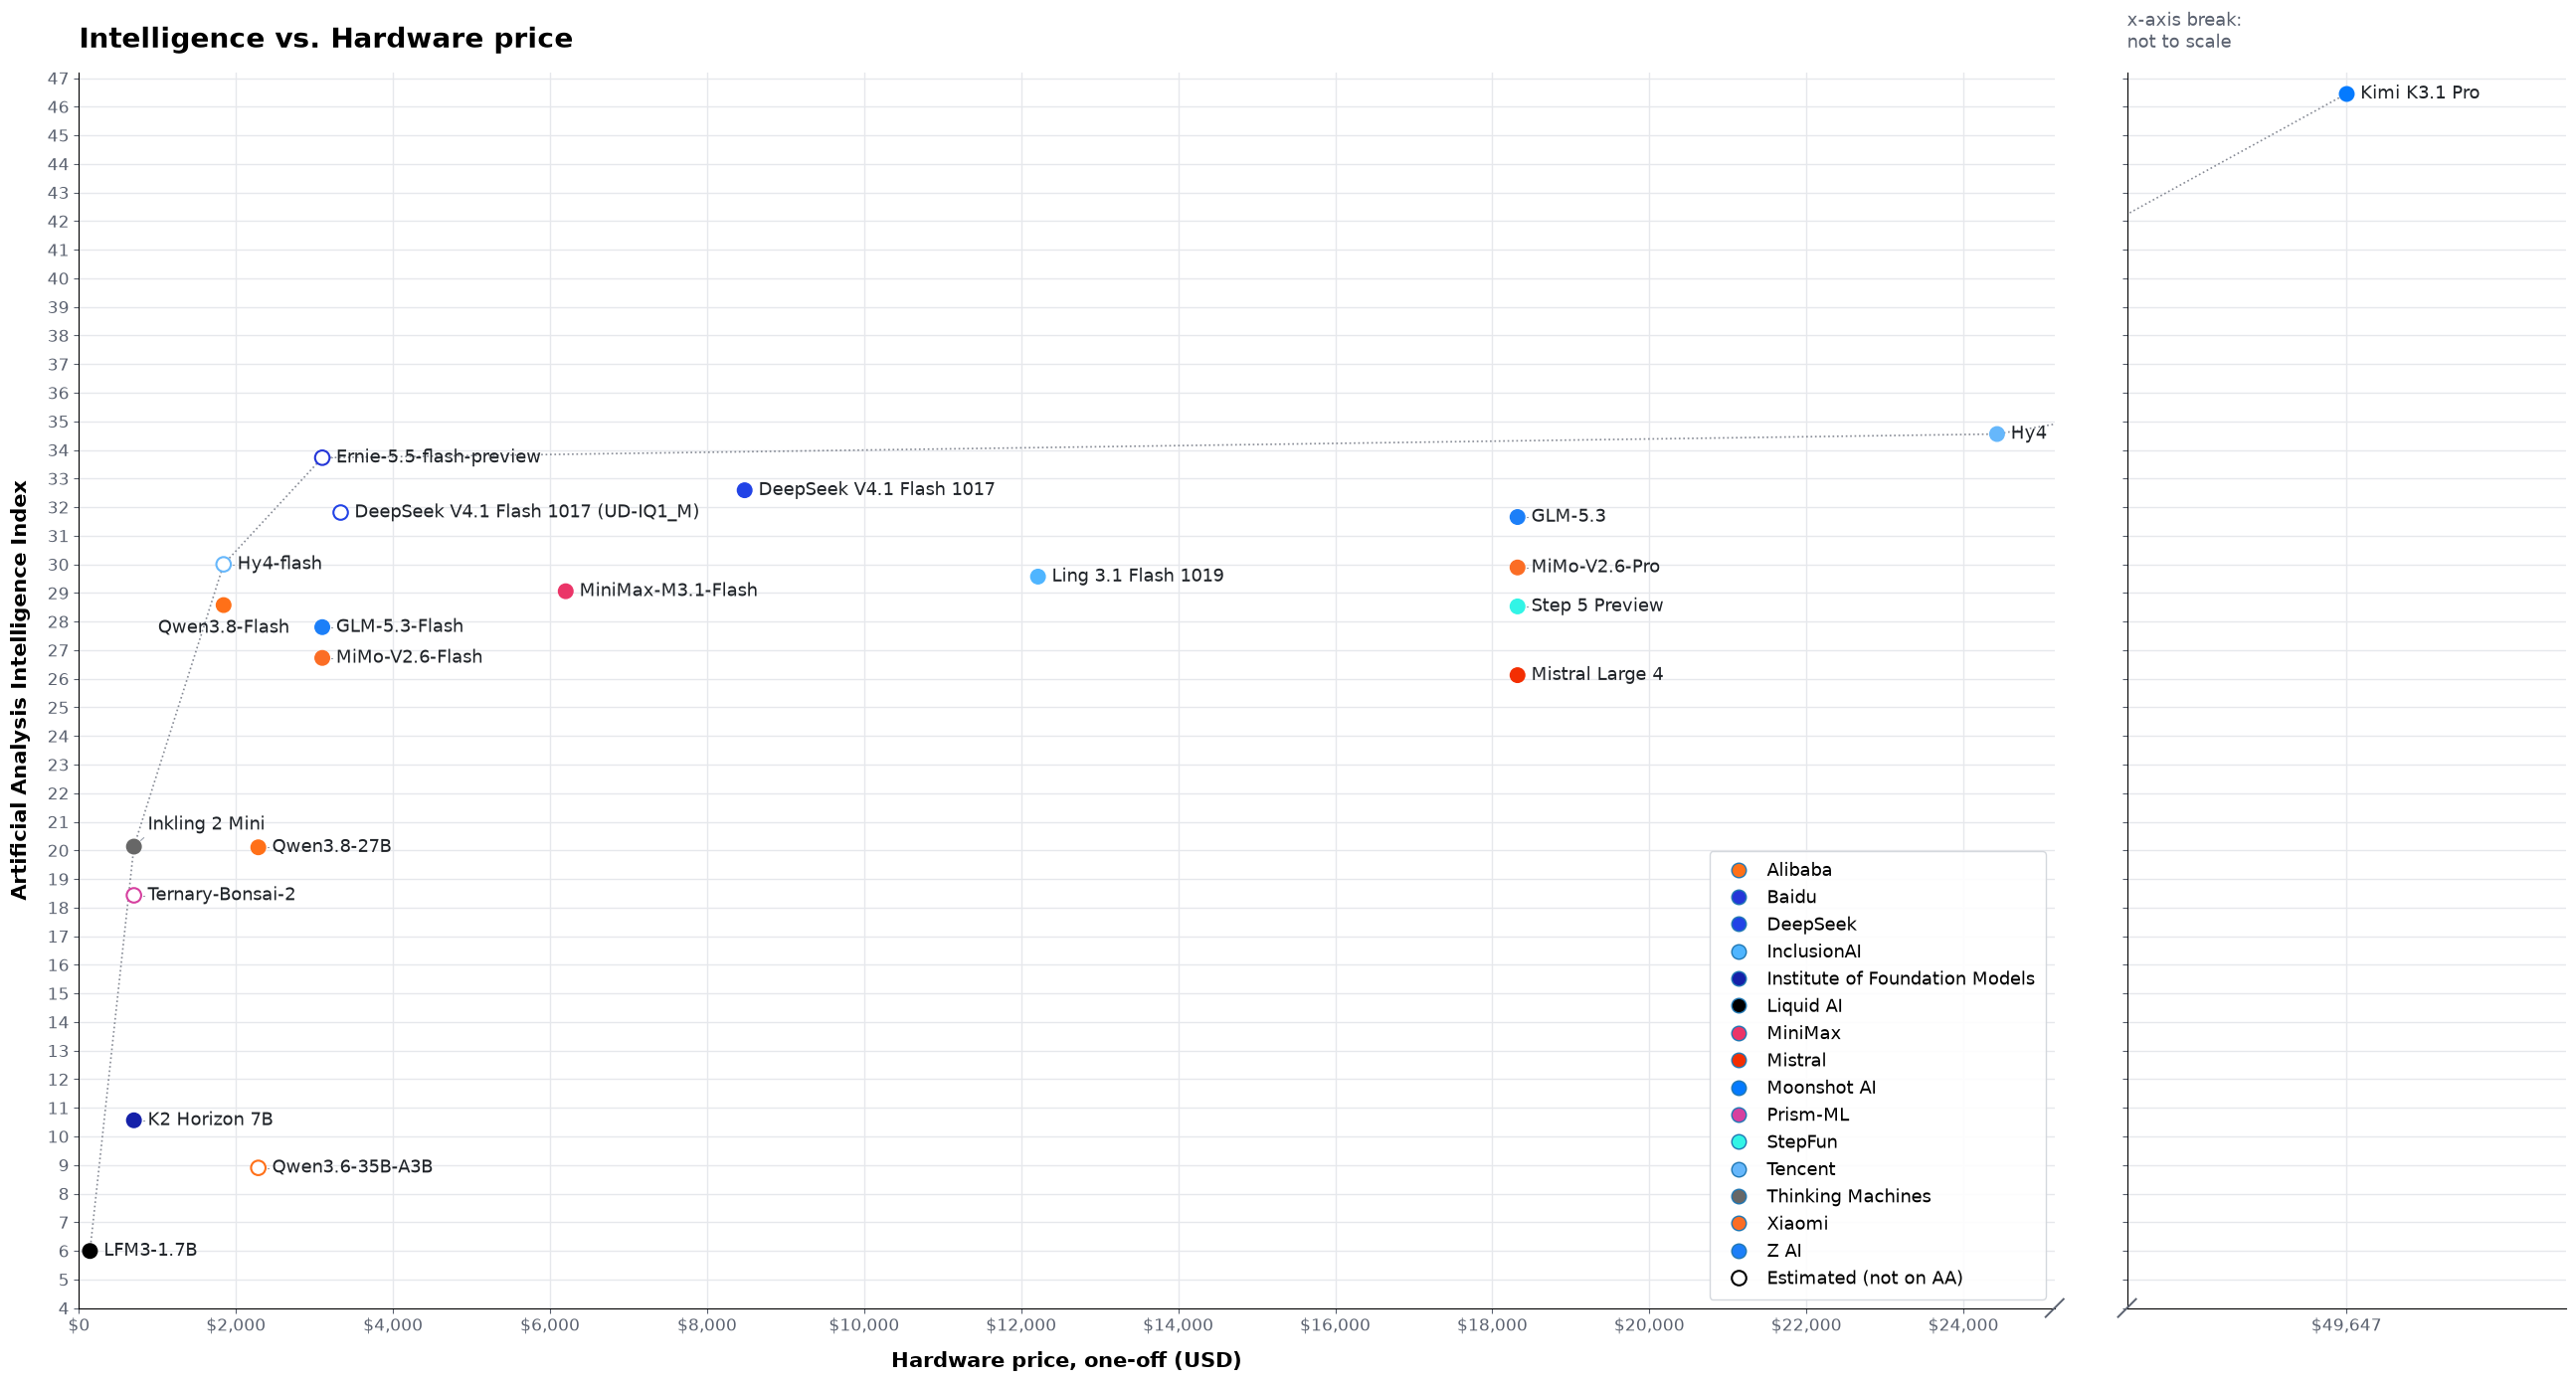 Intelligence vs. Hardware price
x-axis break:
not to scale
Artificial Analysis Intelligence Index
47
46
45
44
43
42
41
40
39
38
37
36
35
34
33
32
31
30
29
28
27
26
25
24
23
22
21
20
19
18
17
16
15
14
13
12
11
10
9
8
7
6
5
4
Kimi K3.1 Pro
Hy4
Ernie-5.5-flash-preview
DeepSeek V4.1 Flash 1017
DeepSeek V4.1 Flash 1017 (UD-IQ1_M)
GLM-5.3
Hy4-flash
MiMo-V2.6-Pro
Ling 3.1 Flash 1019
MiniMax-M3.1-Flash
Step 5 Preview
Qwen3.8-Flash
GLM-5.3-Flash
MiMo-V2.6-Flash
Mistral Large 4
Inkling 2 Mini
Qwen3.8-27B
Ternary-Bonsai-2
K2 Horizon 7B
Qwen3.6-35B-A3B
LFM3-1.7B
Alibaba
Baidu
DeepSeek
InclusionAI
Institute of Foundation Models
Liquid AI
MiniMax
Mistral
Moonshot AI
Prism-ML
StepFun
Tencent
Thinking Machines
Xiaomi
Z AI
Estimated (not on AA)
$0
$2,000
$4,000
$6,000
$8,000
$10,000
$12,000
$14,000
$16,000
$18,000
$20,000
$22,000
$24,000
$49,647
Hardware price, one-off (USD)